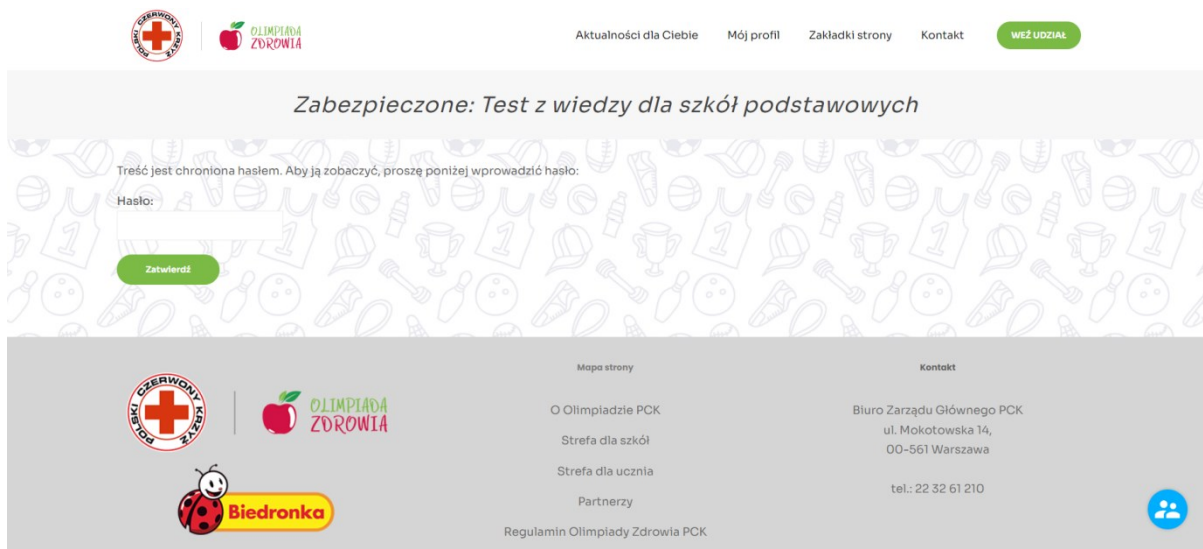 POLSKI CZERWONY KRZYŻ
OLIMPIADA
ZDROWIA
Aktualności dla Ciebie Mój profil Zakładki strony Kontakt WEŹ UDZIAŁ
Zabezpieczone: Test z wiedzy dla szkół podstawowych
Treść jest chroniona hasłem. Aby ją zobaczyć, proszę poniżej wprowadzić hasło:
Hasło:
Zatwierdź
POLSKI CZERWONY KRZYŻ
OLIMPIADA
ZDROWIA
Biedronka
Mapa strony
O Olimpiadzie PCK
Strefa dla szkół
Strefa dla ucznia
Partnerzy
Regulamin Olimpiady Zdrowia PCK
Kontakt
Biuro Zarządu Głównego PCK
ul. Mokotowska 14,
00-561 Warszawa
tel.: 22 32 61 210